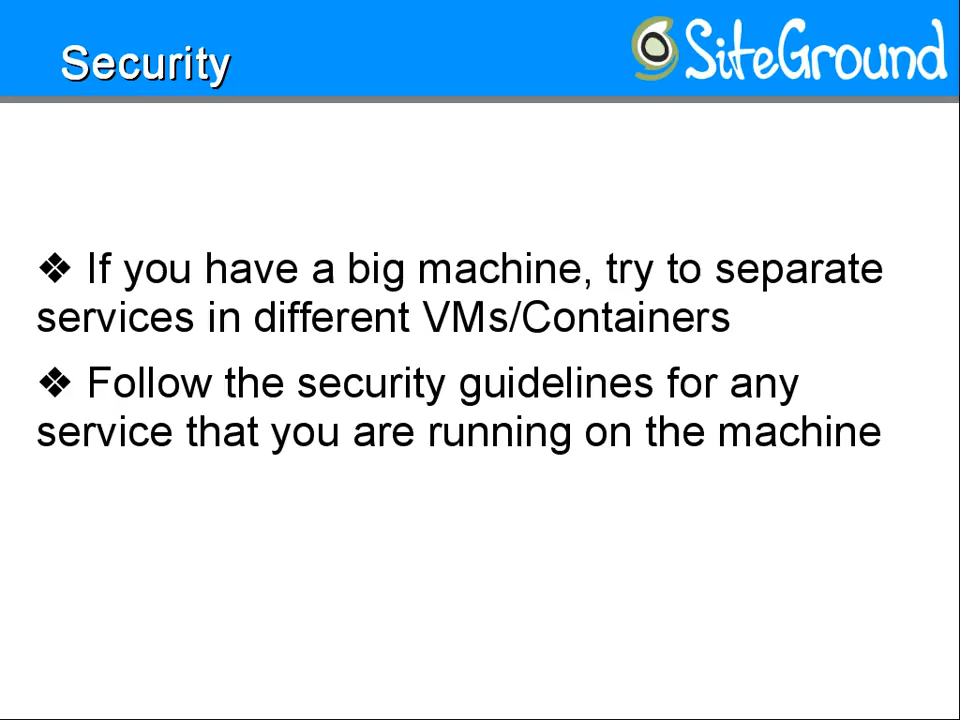 Security
SiteGround
❖ If you have a big machine, try to separate
services in different VMs/Containers
❖ Follow the security guidelines for any
service that you are running on the machine